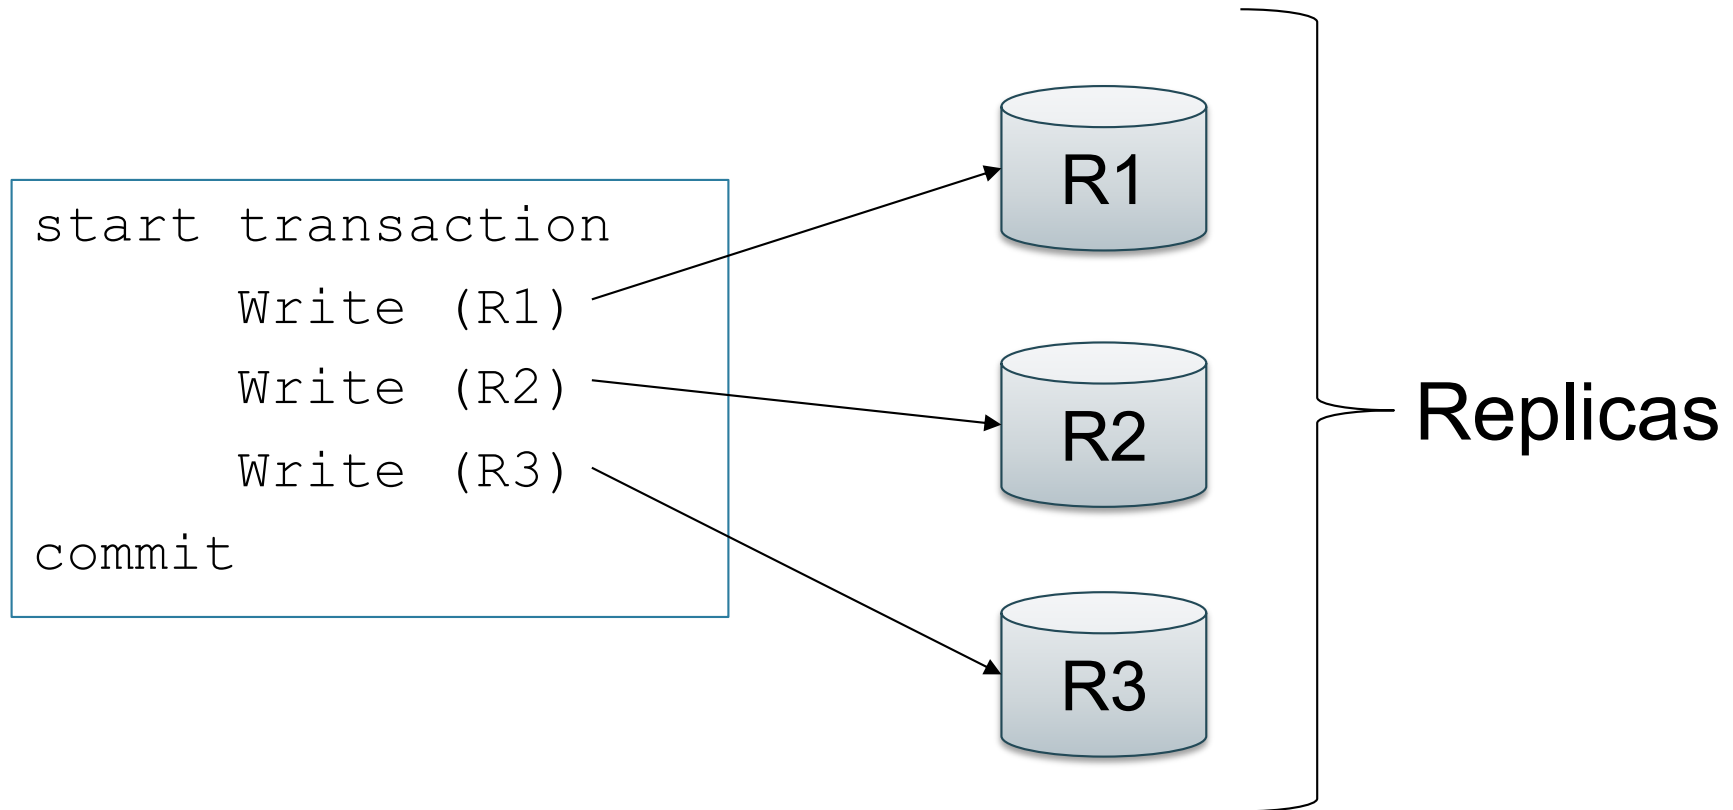 start transaction
Write (R1)
Write (R2)
Write (R3)
commit
R1
R2
R3
Replicas